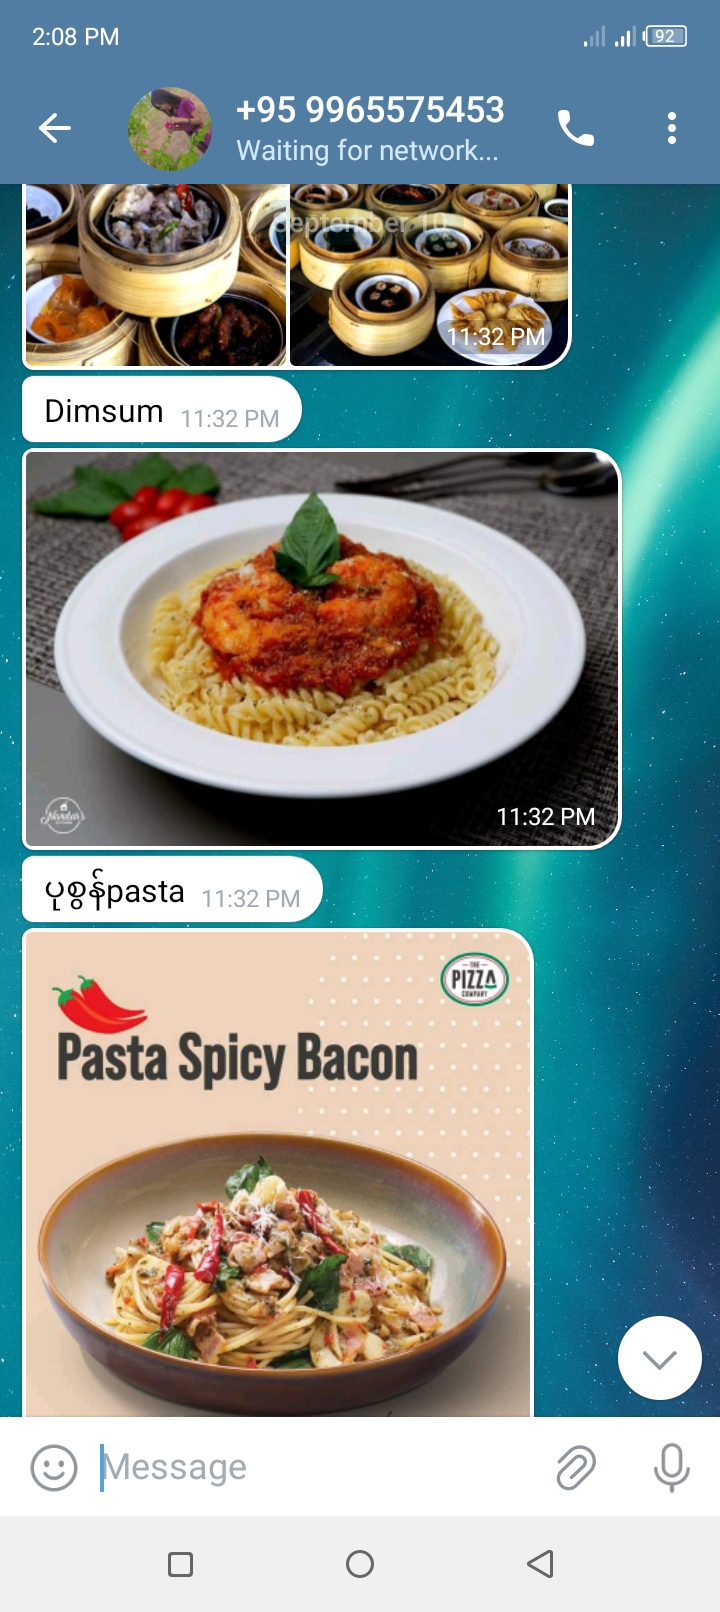 2:08 PM
92
+95 9965575453
Waiting for network...
September 10
11:32 PM
Dimsum 11:32 PM
11:32 PM
ပုစွန်pasta 11:32 PM
THE
PIZZA
COMPANY
Pasta Spicy Bacon
Message